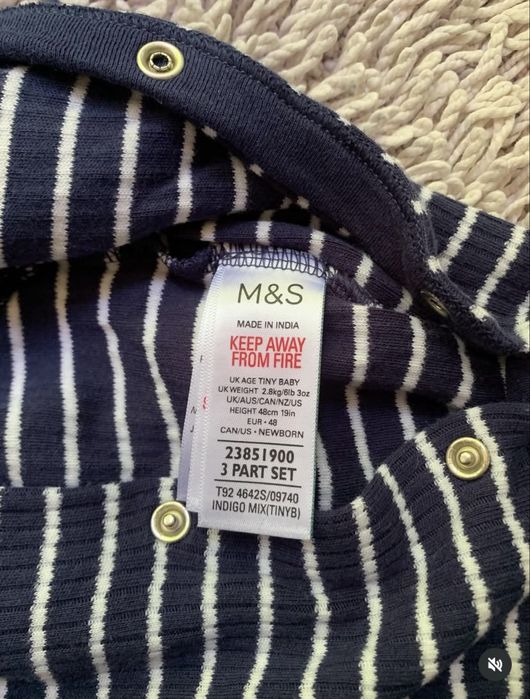 M&S
MADE IN INDIA
KEEP AWAY
FROM FIRE
UK AGE TINY BABY
UK WEIGHT 2.8kg/6lb 3oz
UK/AUS/CAN/NZ/US
HEIGHT 48cm 19in
EUR - 48
CAN/US - NEWBORN
23851900
3 PART SET
T92 4642S/09740
INDIGO MIX(TINYB)